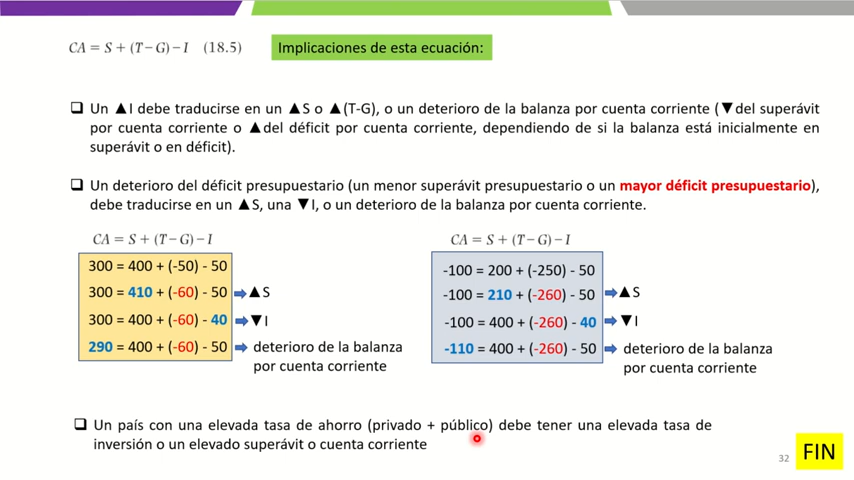 CA = S + (T – G) – I (18.5)
Implicaciones de esta ecuación:
❑ Un ▲I debe traducirse en un ▲S o ▲(T-G), o un deterioro de la balanza por cuenta corriente (▼del superávit
por cuenta corriente o ▲del déficit por cuenta corriente, dependiendo de si la balanza está inicialmente en
superávit o en déficit).
❑ Un deterioro del déficit presupuestario (un menor superávit presupuestario o un mayor déficit presupuestario),
debe traducirse en un ▲S, una ▼I, o un deterioro de la balanza por cuenta corriente.
CA = S + (T – G) – I
300 = 400 + (-50) - 50
300 = 410 + (-60) - 50 ➡ ▲S
300 = 400 + (-60) - 40 ➡ ▼I
290 = 400 + (-60) - 50 ➡ deterioro de la balanza
por cuenta corriente
CA = S + (T – G) – I
-100 = 200 + (-250) - 50
-100 = 210 + (-260) - 50 ➡ ▲S
-100 = 400 + (-260) - 40 ➡ ▼I
-110 = 400 + (-260) - 50 ➡ deterioro de la balanza
por cuenta corriente
❑ Un país con una elevada tasa de ahorro (privado + público) debe tener una elevada tasa de
inversión o un elevado superávit o cuenta corriente
32
FIN